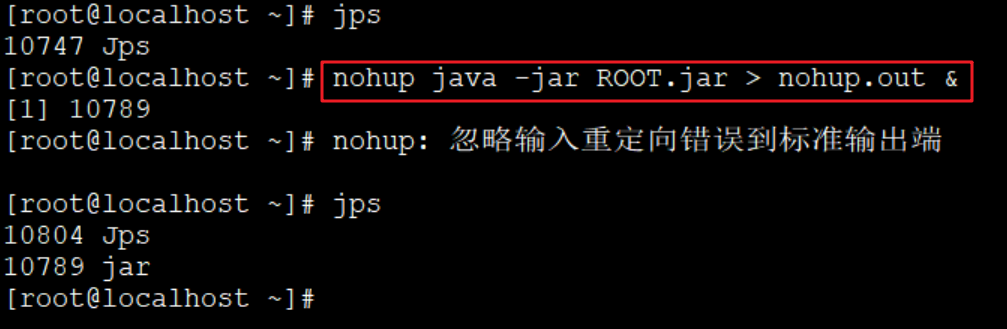 [root@localhost ~]# jps
10747 Jps
[root@localhost ~]# nohup java -jar ROOT.jar > nohup.out &
[1] 10789
[root@localhost ~]# nohup: 忽略输入重定向错误到标准输出端
[root@localhost ~]# jps
10804 Jps
10789 jar
[root@localhost ~]#